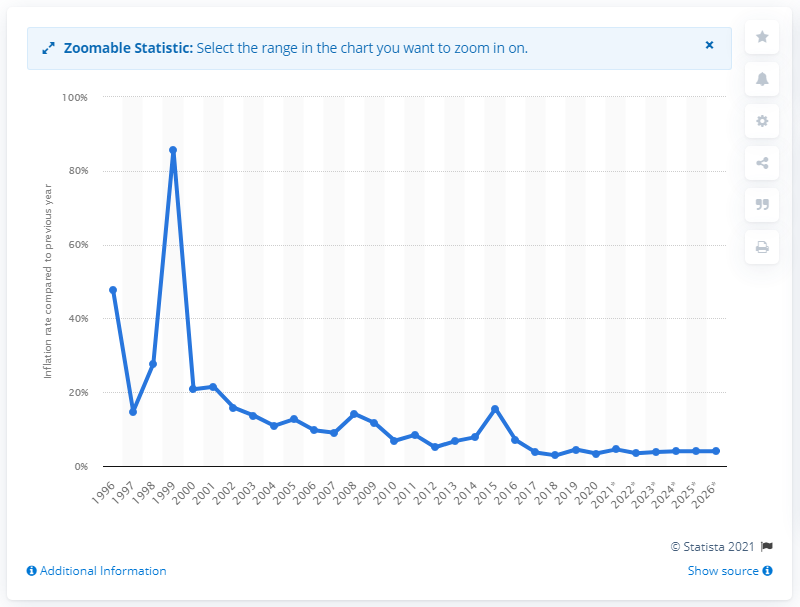 Zoomable Statistic: Select the range in the chart you want to zoom in on.
×
Inflation rate compared to previous year
100%
80%
60%
40%
20%
0%
1996 1997 1998 1999 2000 2001 2002 2003 2004 2005 2006 2007 2008 2009 2010 2011 2012 2013 2014 2015 2016 2017 2018 2019 2020 2021* 2022* 2023* 2024* 2025* 2026*
© Statista 2021
Additional Information
Show source